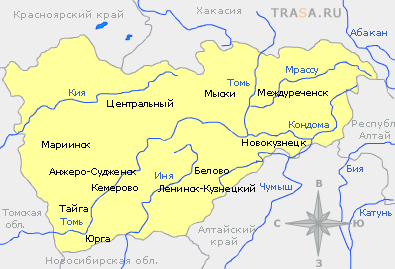 Красноярский край
Хакасия
TRASA.RU
Абакан
Томь
Мрассу
Кия
Мыски
Междуреченск
Центральный
Кондома
Республика
Алтай
Мариинск
Новокузнецк
Анжеро-Судженск
Иня
Белово
Бия
Кемерово
Ленинск-Кузнецкий
Чумыш
В
Томская
обл.
Тайга
Томь
С
Ю
Катунь
Алтайский
край
Юрга
Новосибирская обл.
З